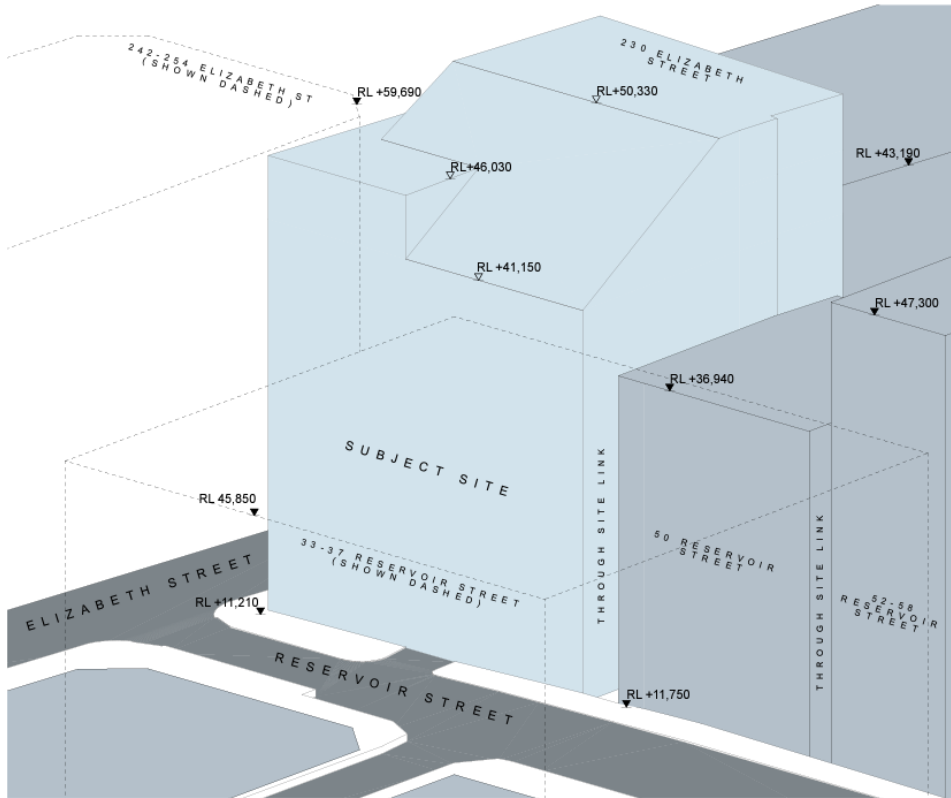 230 ELIZABETH
STREET
242-254 ELIZABETH ST
(SHOWN DASHED)
RL +59,690
RL+50,330
RL +43,190
RL+46,030
RL +41,150
RL +47,300
RL +36,940
SUBJECT SITE
THROUGH SITE LINK
RL 45,850
33-37 RESERVOIR STREET
(SHOWN DASHED)
50 RESERVOIR
STREET
THROUGH SITE LINK
52-58
RESERVOIR
STREET
ELIZABETH STREET
RL +11,210
RESERVOIR STREET
RL +11,750